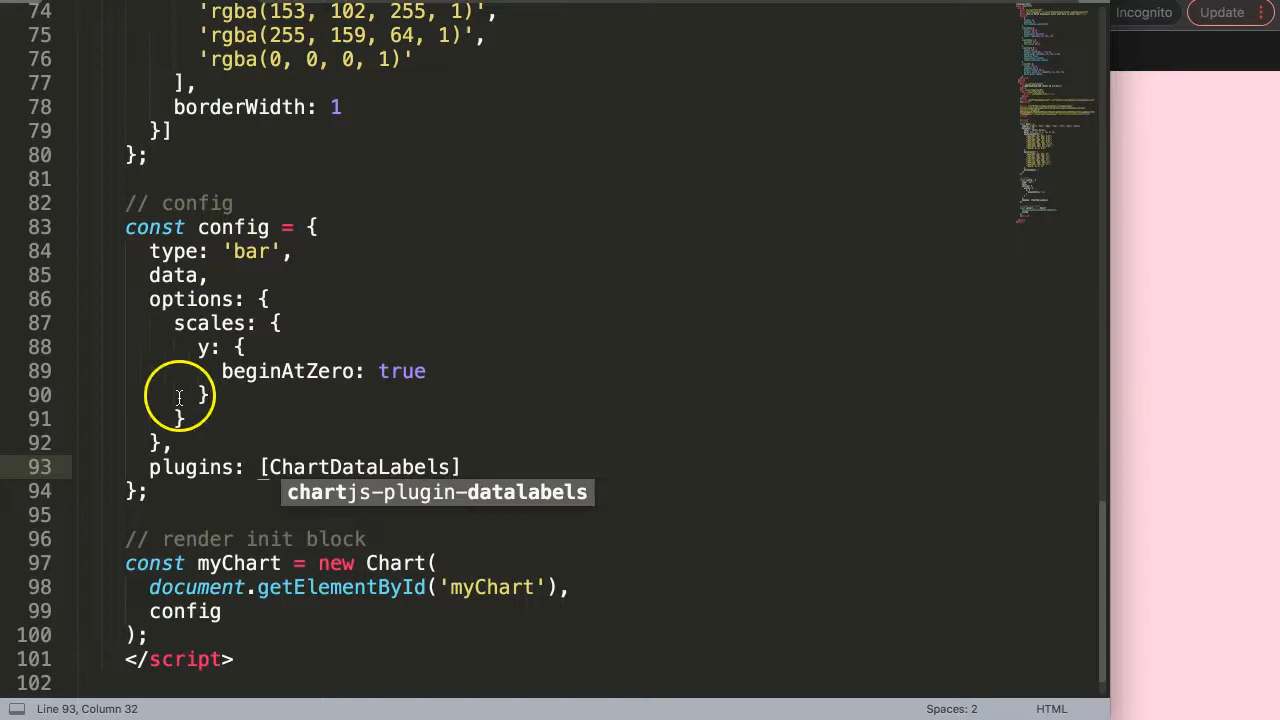 74 'rgba(153, 102, 255, 1)',
75 'rgba(255, 159, 64, 1)',
76 'rgba(0, 0, 0, 1)'
77 ],
78 borderWidth: 1
79 }]
80 };
81
82 // config
83 const config = {
84 type: 'bar',
85 data,
86 options: {
87 scales: {
88 y: {
89 beginAtZero: true
90 }
91 }
92 },
93 plugins: [ChartDataLabels]
chartjs-plugin-datalabels
94 };
95
96 // render init block
97 const myChart = new Chart(
98 document.getElementById('myChart'),
99 config
100 );
101 </script>
102
Line 93, Column 32
Spaces: 2
HTML
Incognito
Update